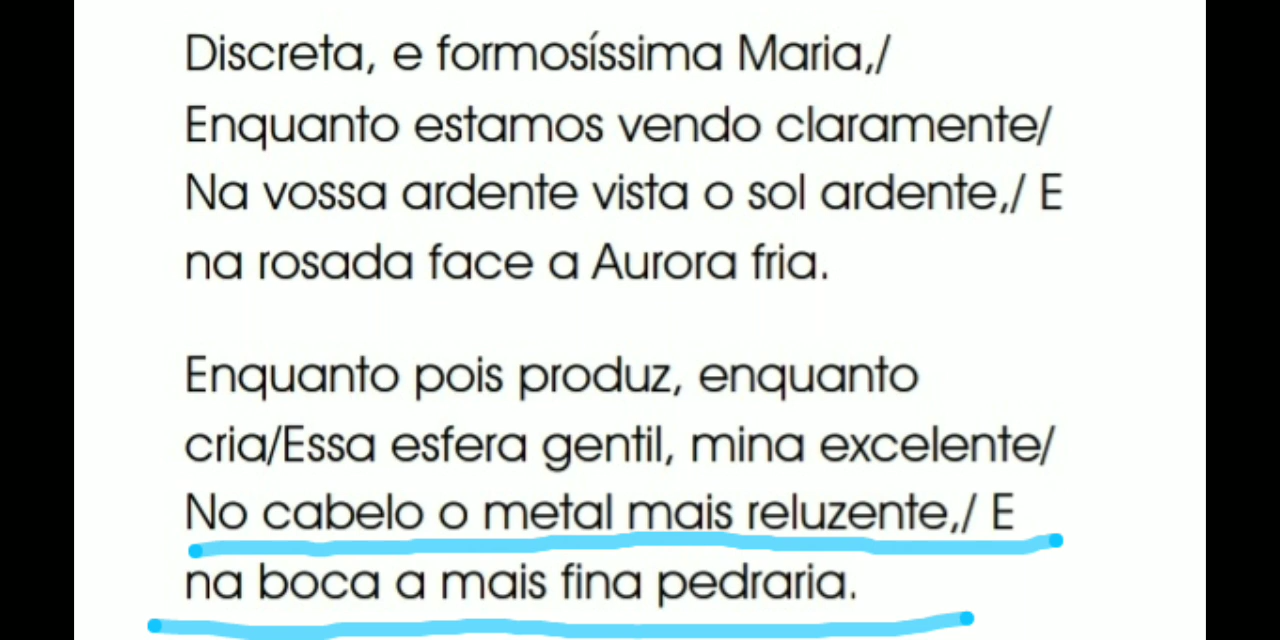 Discreta, e formosíssima Maria,/
Enquanto estamos vendo claramente/
Na vossa ardente vista o sol ardente,/ E
na rosada face a Aurora fria.
Enquanto pois produz, enquanto
cria/Essa esfera gentil, mina excelente/
No cabelo o metal mais reluzente,/ E
na boca a mais fina pedraria.